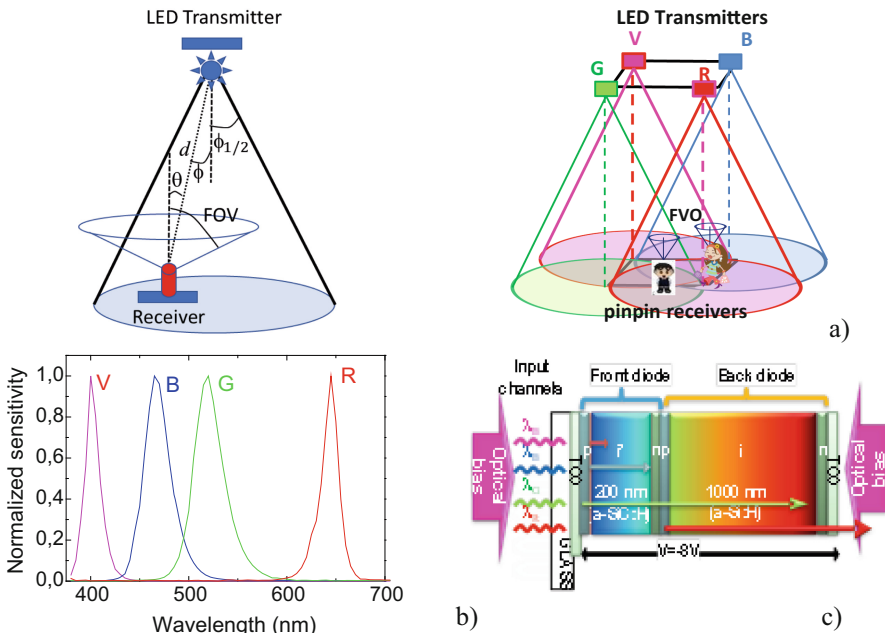 LED Transmitter
d
ϕ1/2
ϕ
θ
FOV
Receiver
LED Transmitters
V
B
G
R
FVO
pinpin receivers
a)
Normalized sensitivity
1,0
0,8
0,6
0,4
0,2
0,0
V
B
G
R
400
500
600
700
Wavelength (nm)
b)
Input
channels
Front diode
Back diode
Optical
bias
GLASS
TCO
p
i'
np
i
n
TCO
200 nm
(a-SiC:H)
1000 nm
(a-Si:H)
V=-8V
Optical bias
c)